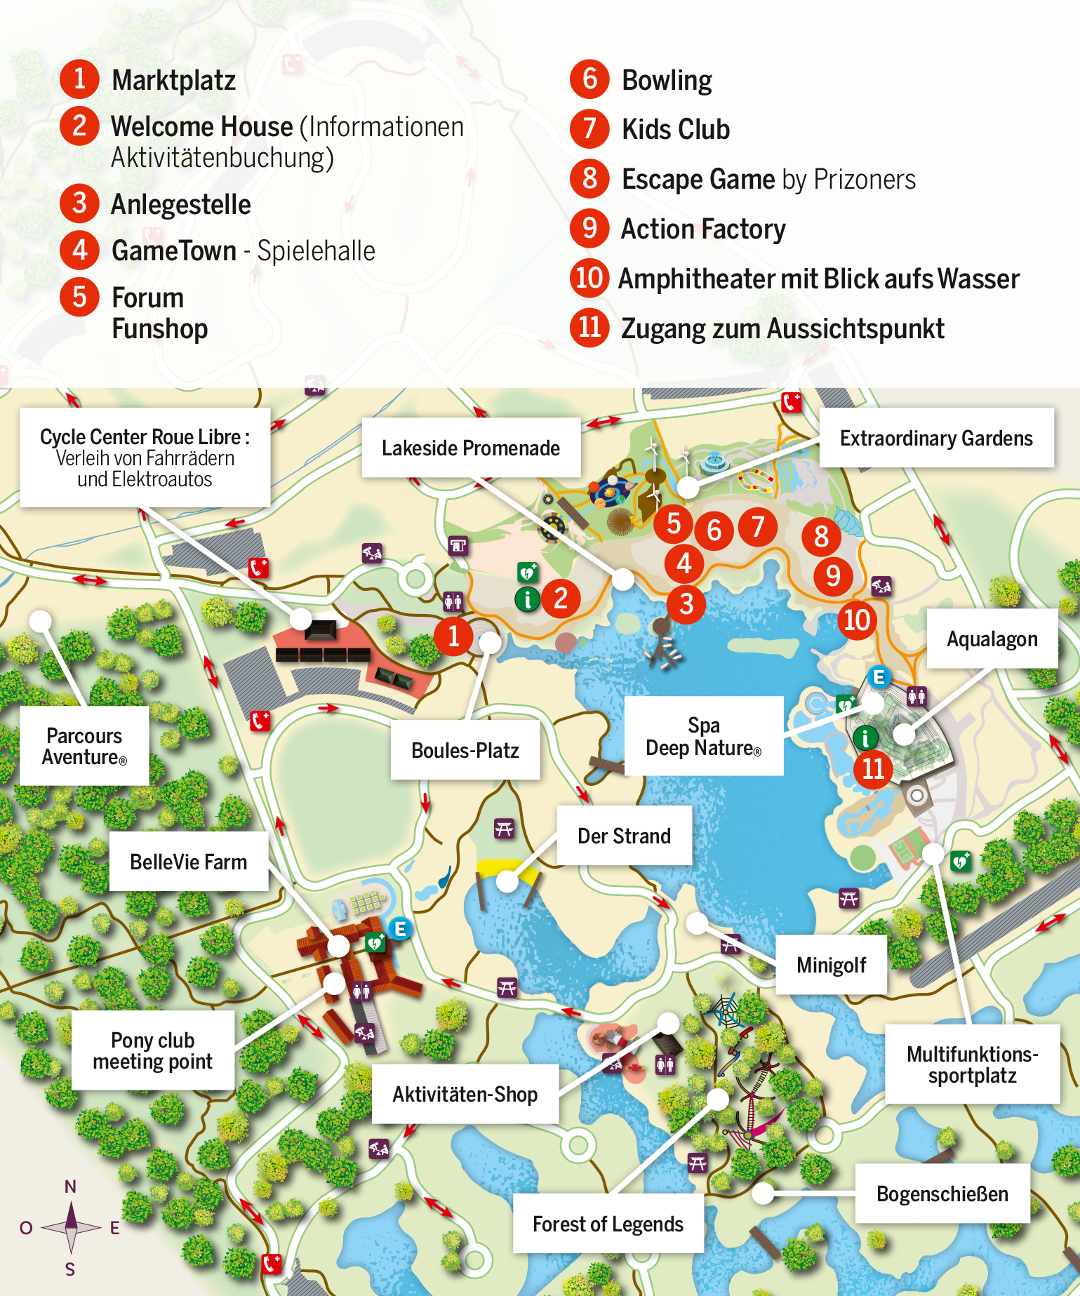 1 Marktplatz
2 Welcome House (Informationen
Aktivitätenbuchung)
3 Anlegestelle
4 GameTown - Spielehalle
5 Forum
Funshop
6 Bowling
7 Kids Club
8 Escape Game by Prizoners
9 Action Factory
10 Amphitheater mit Blick aufs Wasser
11 Zugang zum Aussichtspunkt
Cycle Center Roue Libre :
Verleih von Fahrrädern
und Elektroautos
Lakeside Promenade
Extraordinary Gardens
5
6
7
8
4
9
i
2
3
10
1
Aqualagon
E
Parcours
Aventure®
Boules-Platz
Spa
Deep Nature®
i
11
Der Strand
BelleVie Farm
E
Minigolf
Pony club
meeting point
Aktivitäten-Shop
Multifunktions-
sportplatz
Bogenschießen
Forest of Legends
N
O
E
S